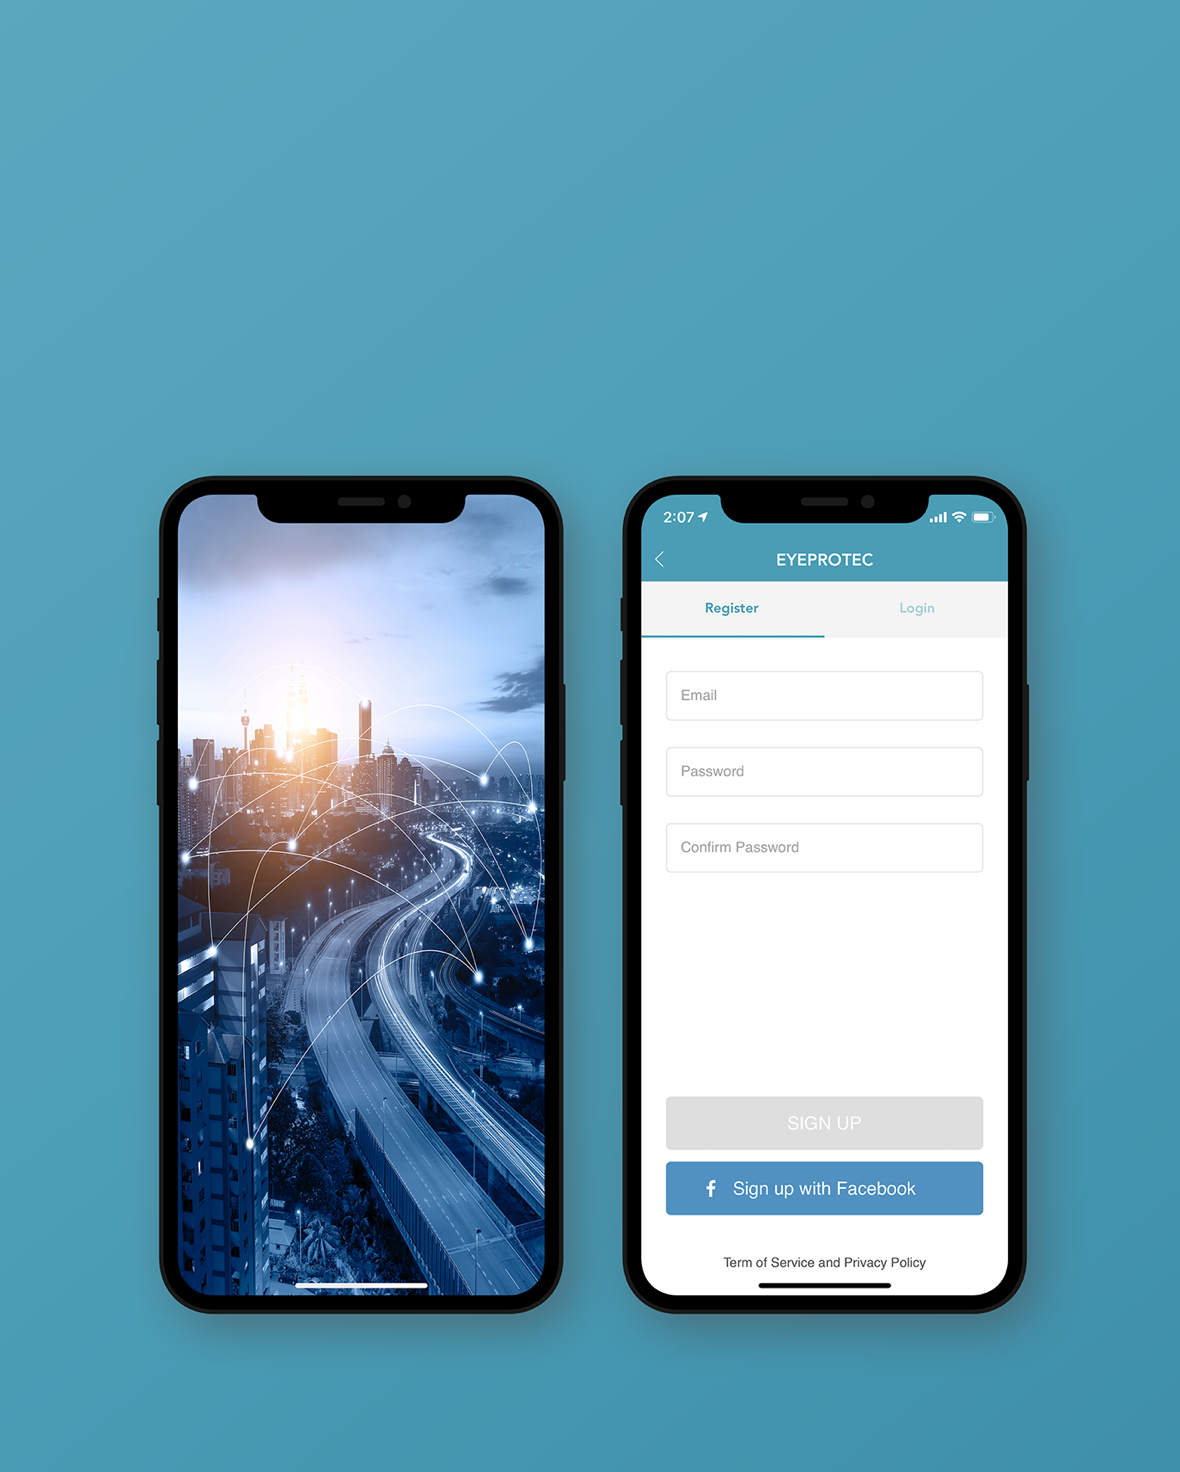 2:07
EYEPROTEC
Register
Login
Email
Password
Confirm Password
SIGN UP
Sign up with Facebook
Term of Service and Privacy Policy